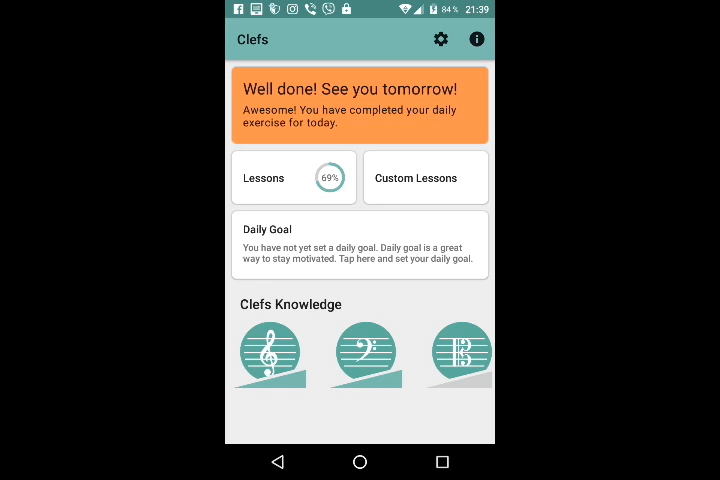 84 % 21:39
Clefs
Well done! See you tomorrow!
Awesome! You have completed your daily
exercise for today.
Lessons 69% Custom Lessons
Daily Goal
You have not yet set a daily goal. Daily goal is a great
way to stay motivated. Tap here and set your daily goal.
Clefs Knowledge